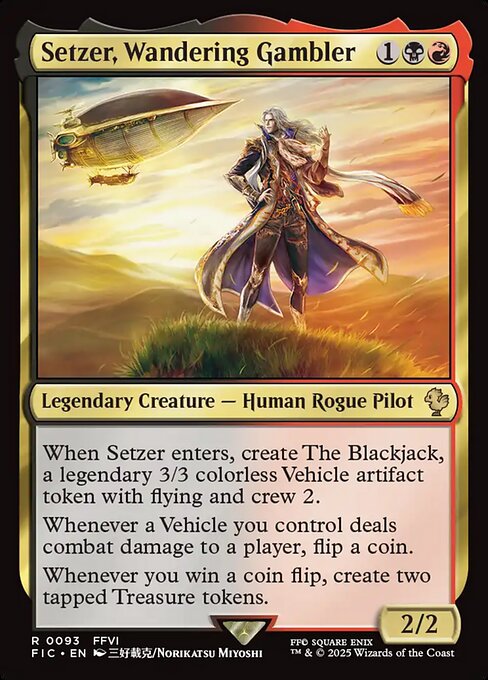 Setzer, Wandering Gambler 1
Legendary Creature — Human Rogue Pilot
When Setzer enters, create The Blackjack,
a legendary 3/3 colorless Vehicle artifact
token with flying and crew 2.
Whenever a Vehicle you control deals
combat damage to a player, flip a coin.
Whenever you win a coin flip, create two
tapped Treasure tokens.
2/2
R 0093 FFVI
FIC • EN 三好載克/Norikatsu Miyoshi
FF© SQUARE ENIX
™ & © 2025 Wizards of the Coast